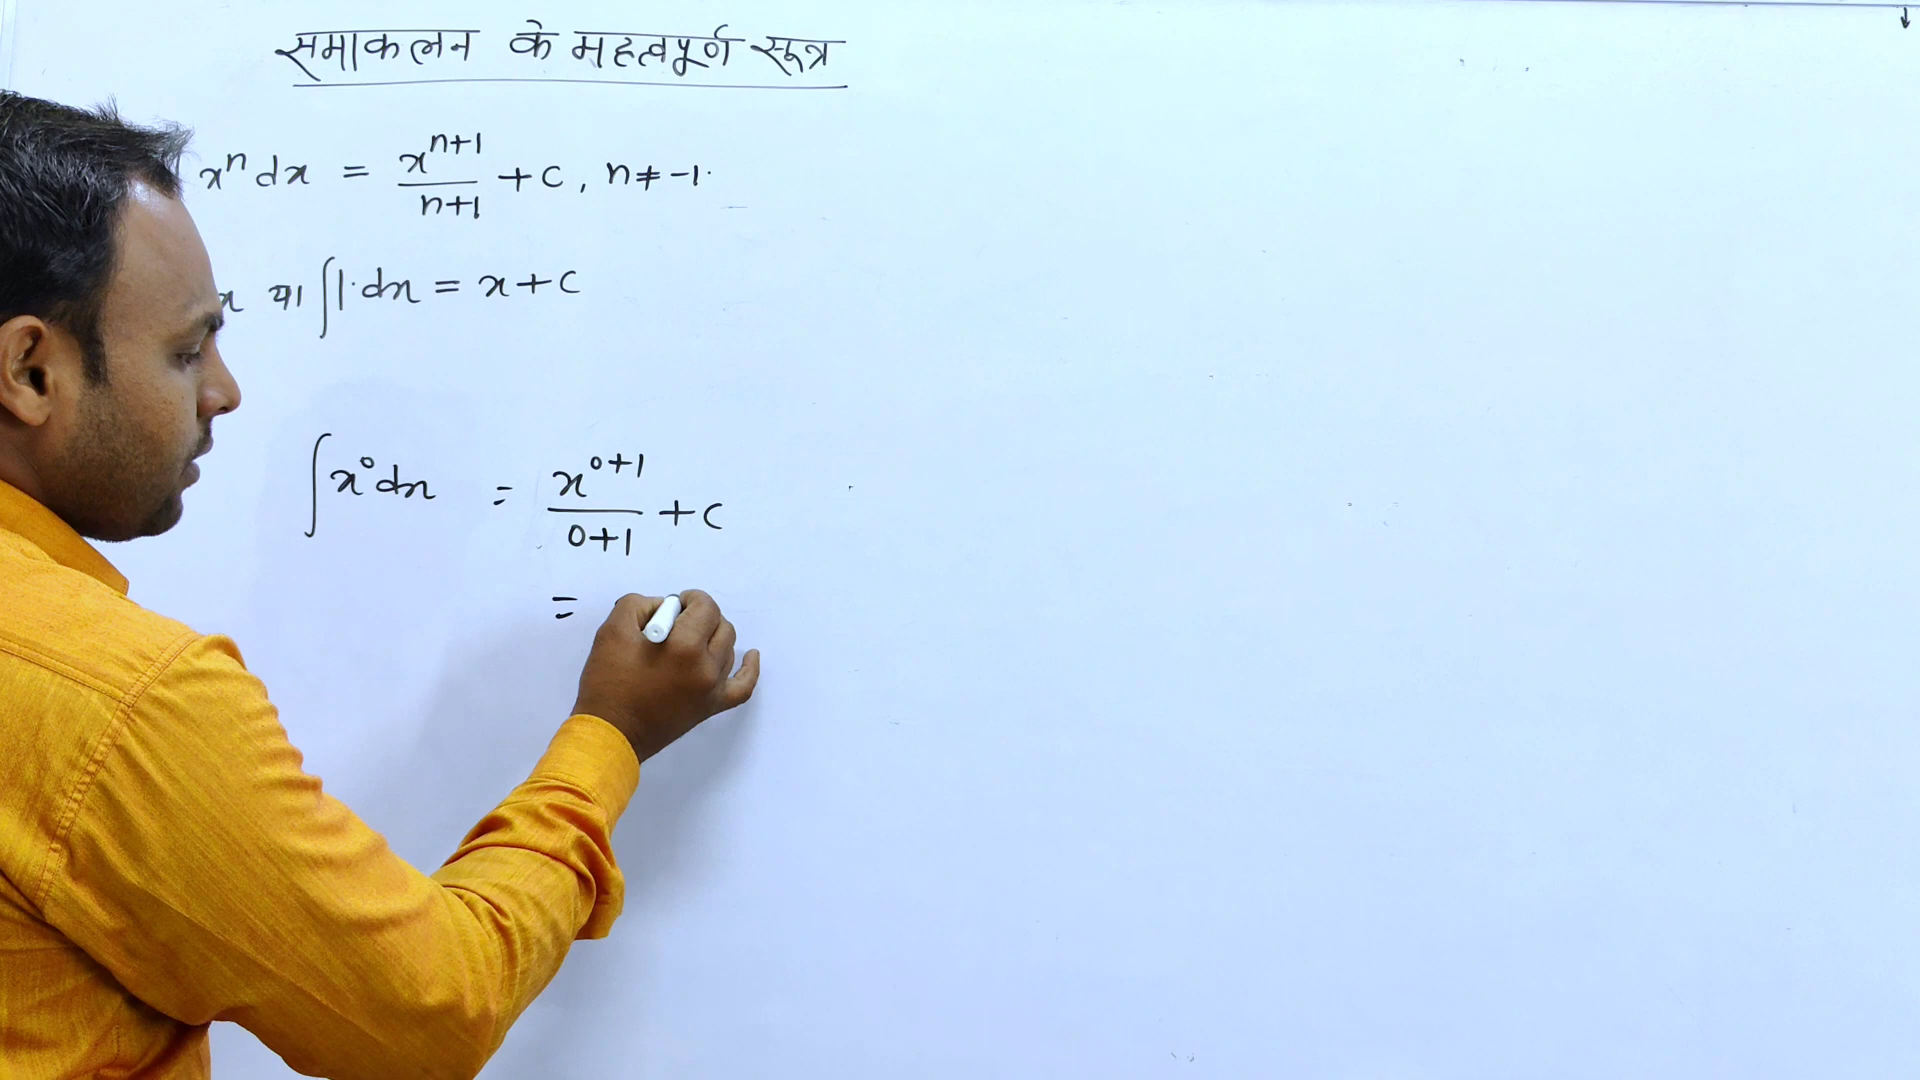 समाकलन के महत्वपूर्ण सूत्र
xⁿ dx = xⁿ⁺¹/n+1 + c, n ≠ -1.
x या ∫1·dx = x + c
∫x⁰dx = x⁰⁺¹/0+1 + c
=